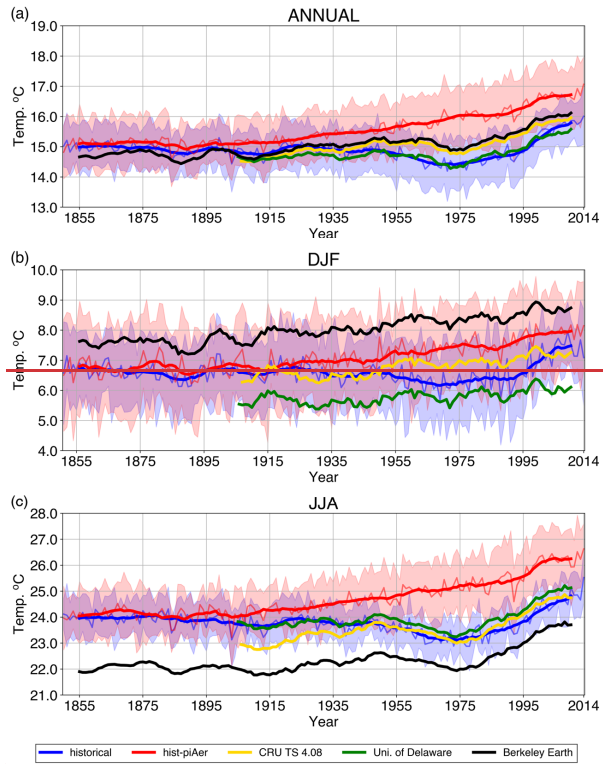 (a)
ANNUAL
19.0
18.0
17.0
16.0
15.0
14.0
13.0
Temp. ºC
1855 1875 1895 1915 1935 1955 1975 1995 2014
Year
(b)
DJF
10.0
9.0
8.0
7.0
6.0
5.0
4.0
Temp. ºC
1855 1875 1895 1915 1935 1955 1975 1995 2014
Year
(c)
JJA
28.0
27.0
26.0
25.0
24.0
23.0
22.0
21.0
Temp. ºC
1855 1875 1895 1915 1935 1955 1975 1995 2014
Year
historical hist-piAer CRU TS 4.08 Uni. of Delaware Berkeley Earth